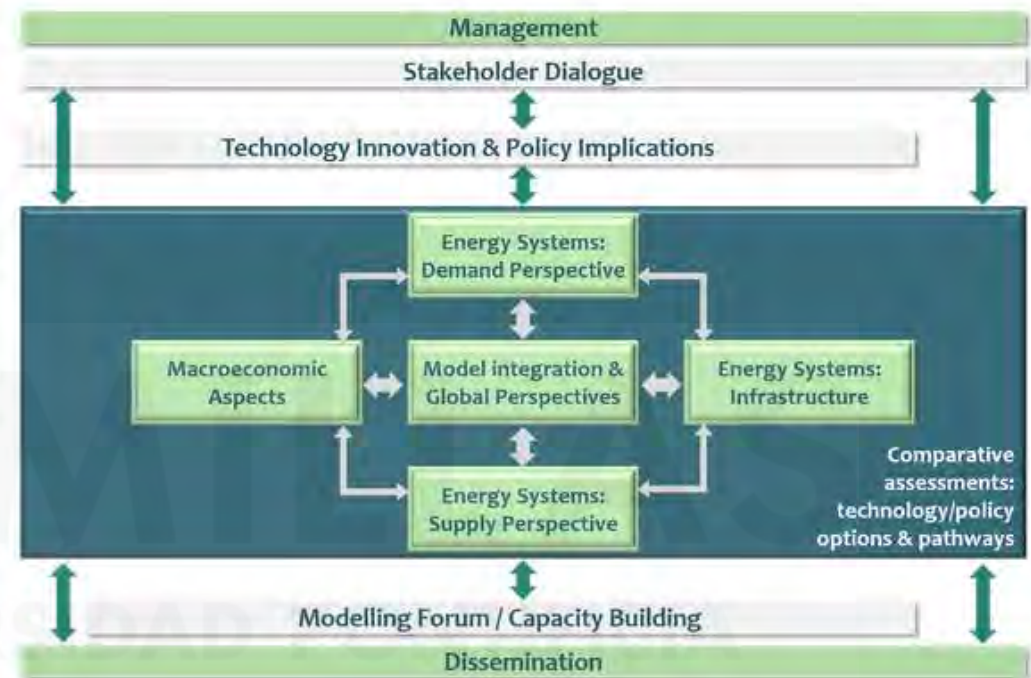 Management
Stakeholder Dialogue
Technology Innovation & Policy Implications
Energy Systems:
Demand Perspective
Macroeconomic
Aspects
Model integration &
Global Perspectives
Energy Systems:
Infrastructure
Energy Systems:
Supply Perspective
Comparative
assessments:
technology/policy
options & pathways
Modelling Forum / Capacity Building
Dissemination